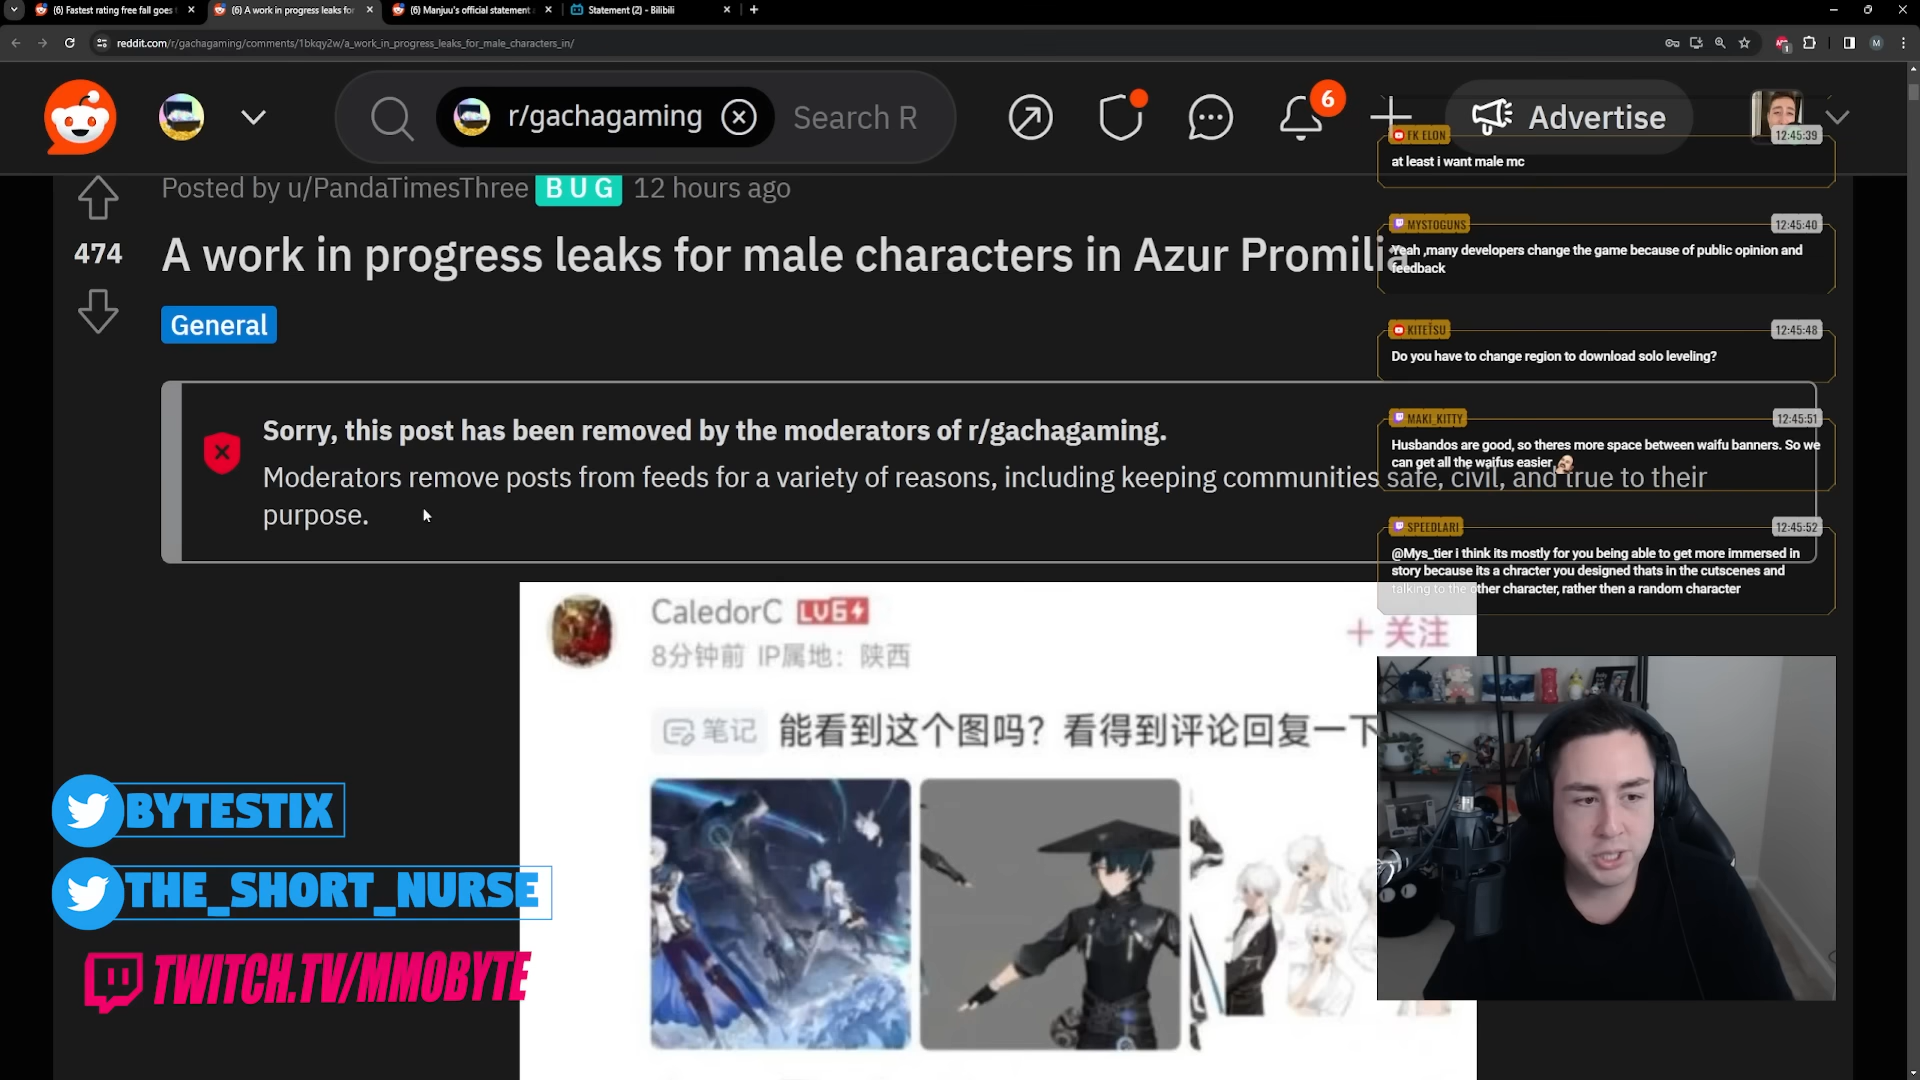 (6) Fastest rating free fall goes
(6) A work in progress leaks for
(6) Manjuu's official statement
Statement (2) - Bilibili
reddit.com/r/gachagaming/comments/1bkqy2w/a_work_in_progress_leaks_for_male_characters_in/
r/gachagaming
Search R
6
Advertise
Posted by u/PandaTimesThree BUG 12 hours ago
474
A work in progress leaks for male characters in Azur Promilia
General
Sorry, this post has been removed by the moderators of r/gachagaming.
Moderators remove posts from feeds for a variety of reasons, including keeping communities safe, civil, and true to their
purpose.
FK ELON 12:45:39
at least i want male mc
MYSTOGUNS 12:45:40
Yeah ,many developers change the game because of public opinion and
feedback
KITETSU 12:45:48
Do you have to change region to download solo leveling?
MAKI_KITTY 12:45:51
Husbandos are good, so theres more space between waifu banners. So we
can get all the waifus easier
SPEEDLARI 12:45:52
@Mys_tier i think its mostly for you being able to get more immersed in
story because its a chracter you designed thats in the cutscenes and
talking to the other character, rather then a random character
CaledorC LV6
8分钟前 IP属地：陕西
+ 关注
笔记 能看到这个图吗？看得到评论回复一下
BYTESTIX
THE_SHORT_NURSE
TWITCH.TV/MMOBYTE